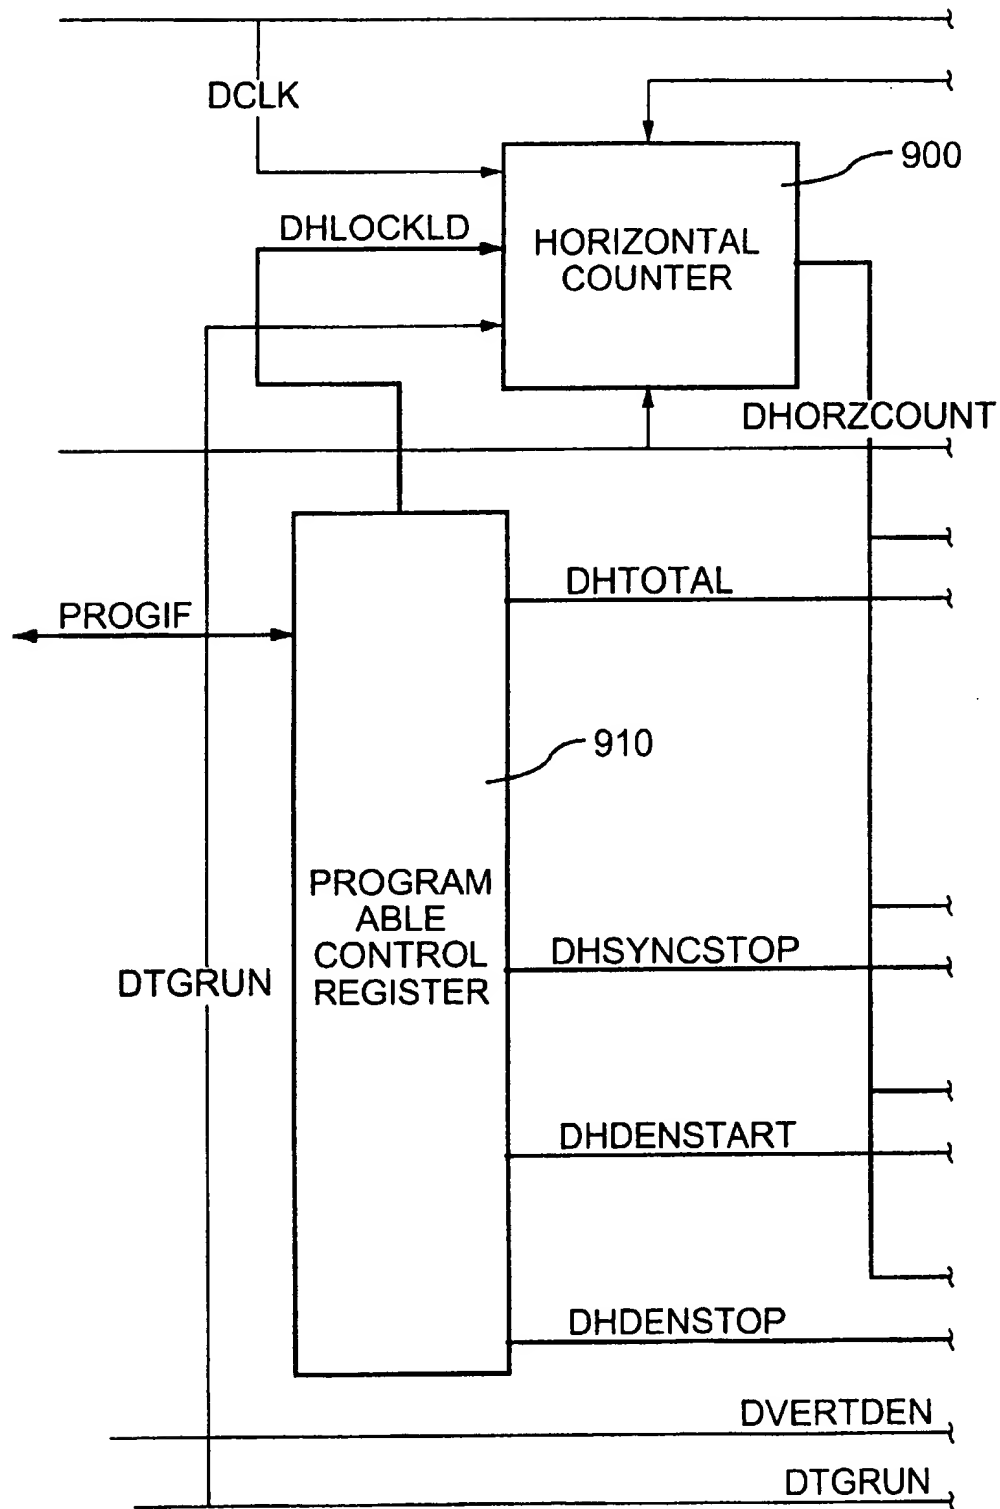 DCLK
900
DHLOCKLD
HORIZONTAL
COUNTER
DHORZCOUNT
DHTOTAL
PROGIF
910
PROGRAM
ABLE
CONTROL
REGISTER
DHSYNCSTOP
DTGRUN
DHDENSTART
DHDENSTOP
DVERTDEN
DTGRUN